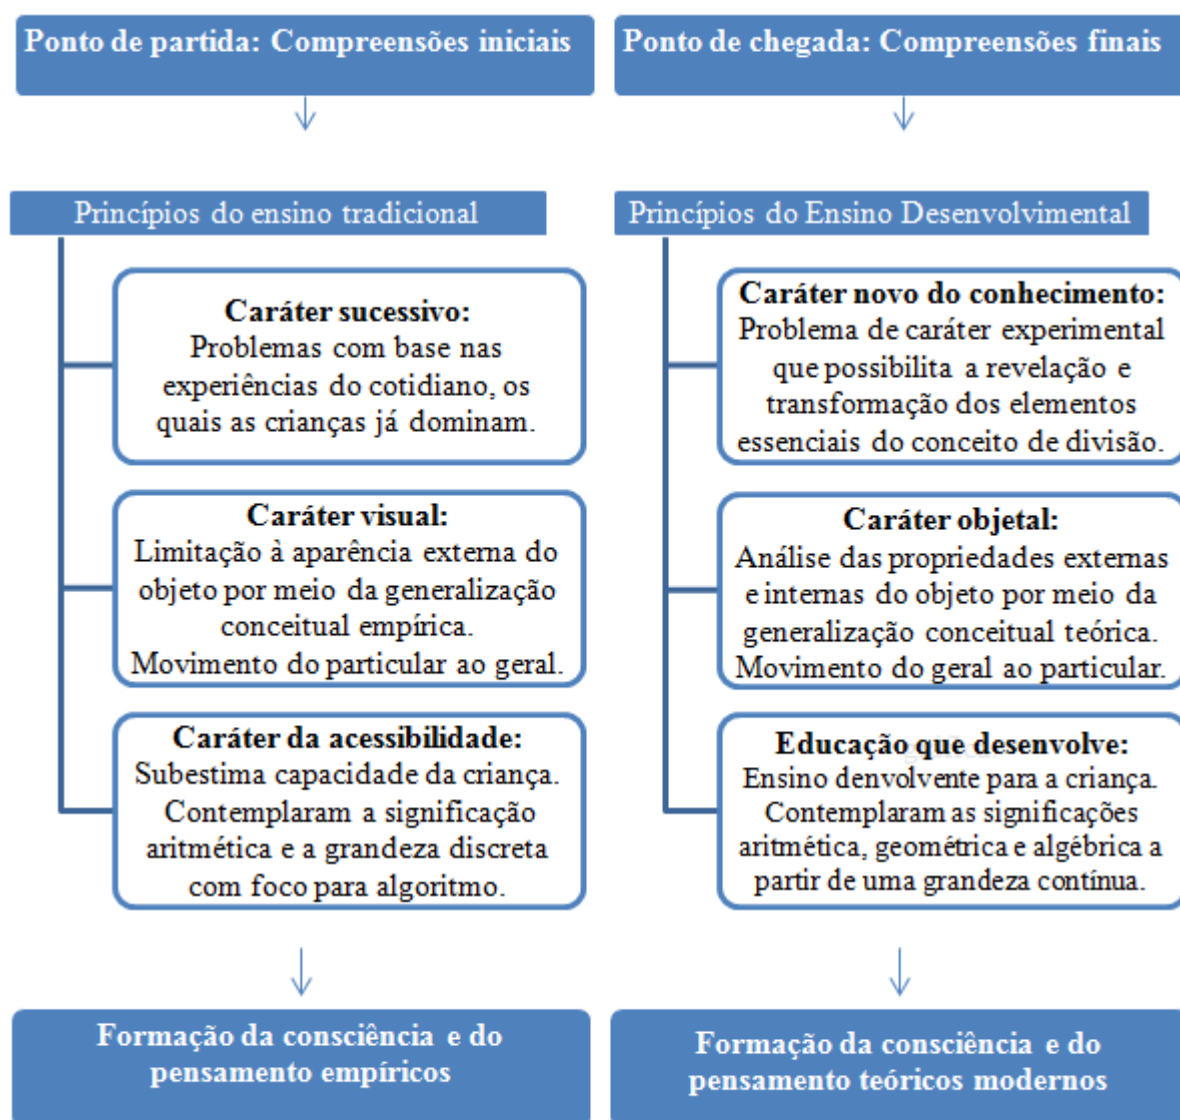 Ponto de partida: Compreensões iniciais
Princípios do ensino tradicional
Caráter sucessivo:
Problemas com base nas
experiências do cotidiano, os
quais as crianças já dominam.
Caráter visual:
Limitação à aparência externa do
objeto por meio da generalização
conceitual empírica.
Movimento do particular ao geral.
Caráter da acessibilidade:
Subestima capacidade da criança.
Contemplaram a significação
aritmética e a grandeza discreta
com foco para algoritmo.
Formação da consciência e do
pensamento empíricos
Ponto de chegada: Compreensões finais
Princípios do Ensino Desenvolvimental
Caráter novo do conhecimento:
Problema de caráter experimental
que possibilita a revelação e
transformação dos elementos
essenciais do conceito de divisão.
Caráter objetal:
Análise das propriedades externas
e internas do objeto por meio da
generalização conceitual teórica.
Movimento do geral ao particular.
Educação que desenvolve:
Ensino denvolvente para a criança.
Contemplaram as significações
aritmética, geométrica e algébrica a
partir de uma grandeza contínua.
Formação da consciência e do
pensamento teóricos modernos